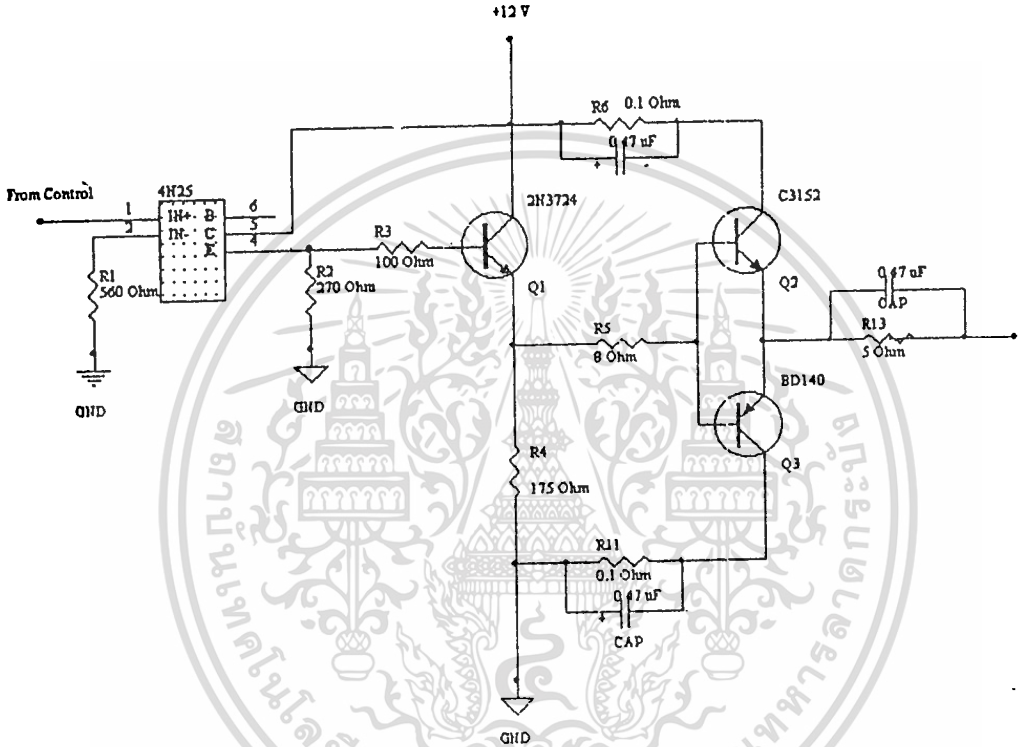 +12 V
R6 0.1 Ohm
0.47 uF
+ -
From Control
4N25
1 IN+ B 6
2 IN- C 5
E 4
2N3724
C3152
R3
100 Ohm
R1
560 Ohm
R2
270 Ohm
Q1
Q2
0.47 uF
CAP
R5
8 Ohm
R13
5 Ohm
BD140
GND
GND
Q3
R4
175 Ohm
R11
0.1 Ohm
0.47 uF
+
CAP
GND